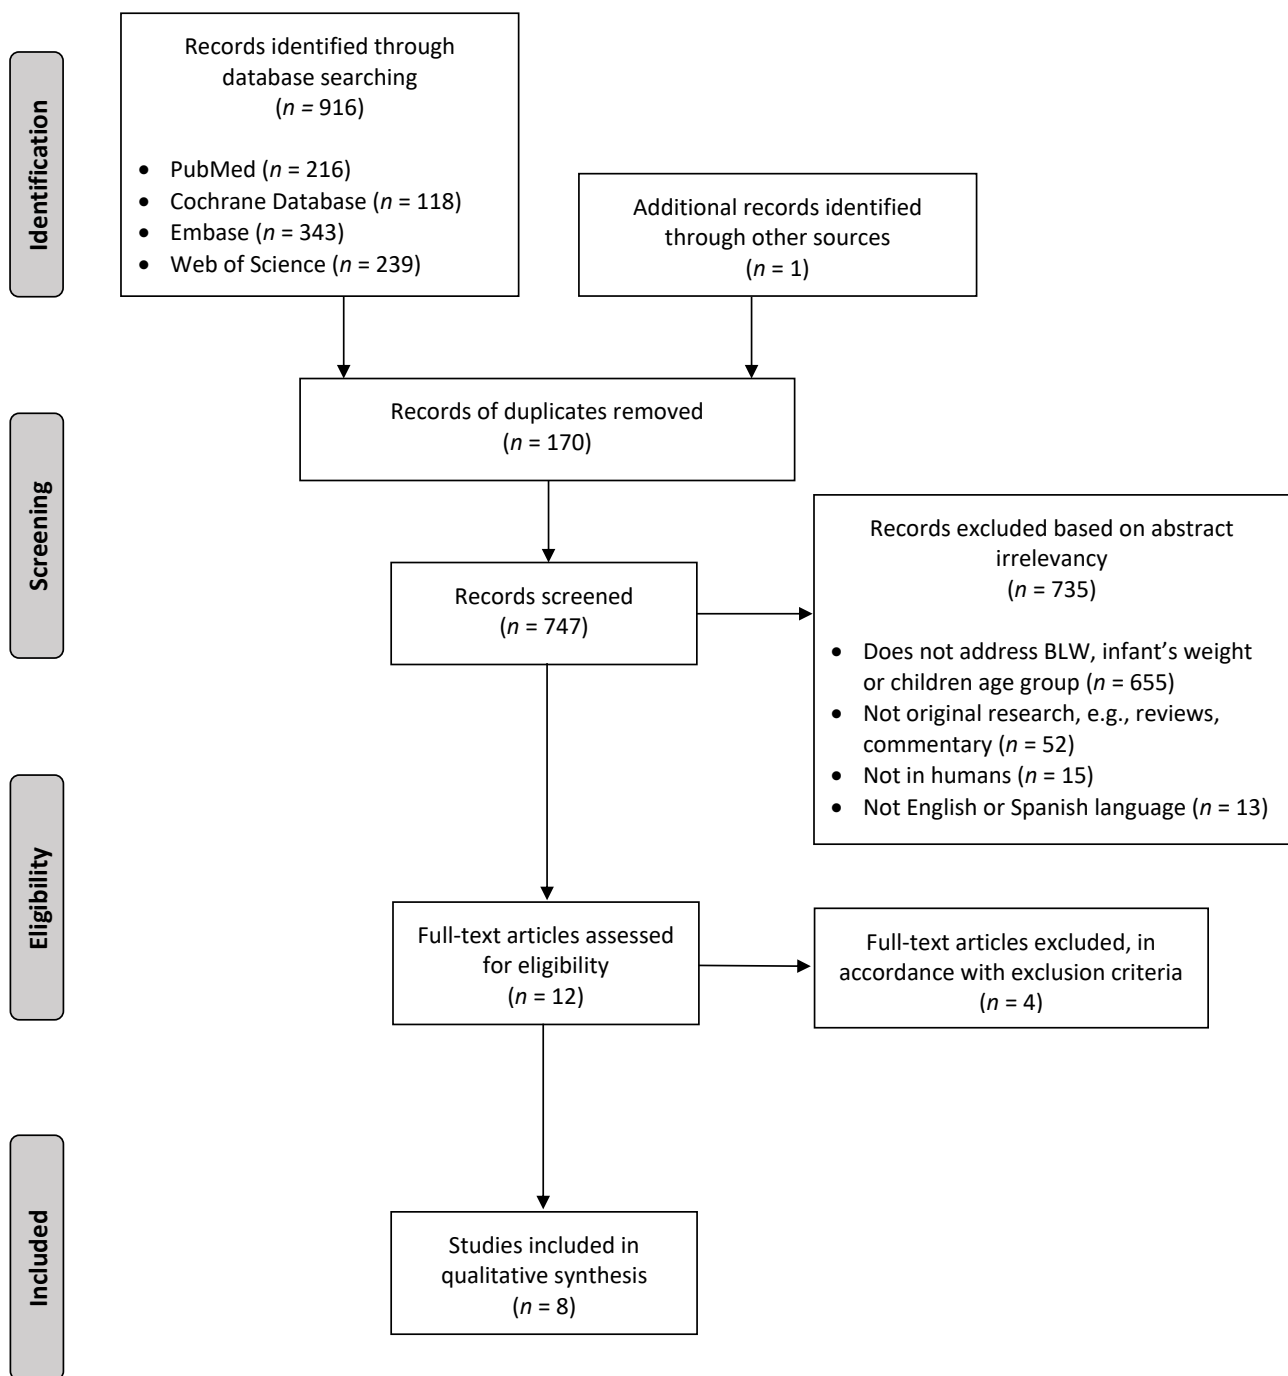 Identification
Records identified through
database searching
(n = 916)
• PubMed (n = 216)
• Cochrane Database (n = 118)
• Embase (n = 343)
• Web of Science (n = 239)
Additional records identified
through other sources
(n = 1)
Screening
Records of duplicates removed
(n = 170)
Records screened
(n = 747)
Records excluded based on abstract
irrelevancy
(n = 735)
• Does not address BLW, infant’s weight
or children age group (n = 655)
• Not original research, e.g., reviews,
commentary (n = 52)
• Not in humans (n = 15)
• Not English or Spanish language (n = 13)
Eligibility
Full-text articles assessed
for eligibility
(n = 12)
Full-text articles excluded, in
accordance with exclusion criteria
(n = 4)
Included
Studies included in
qualitative synthesis
(n = 8)